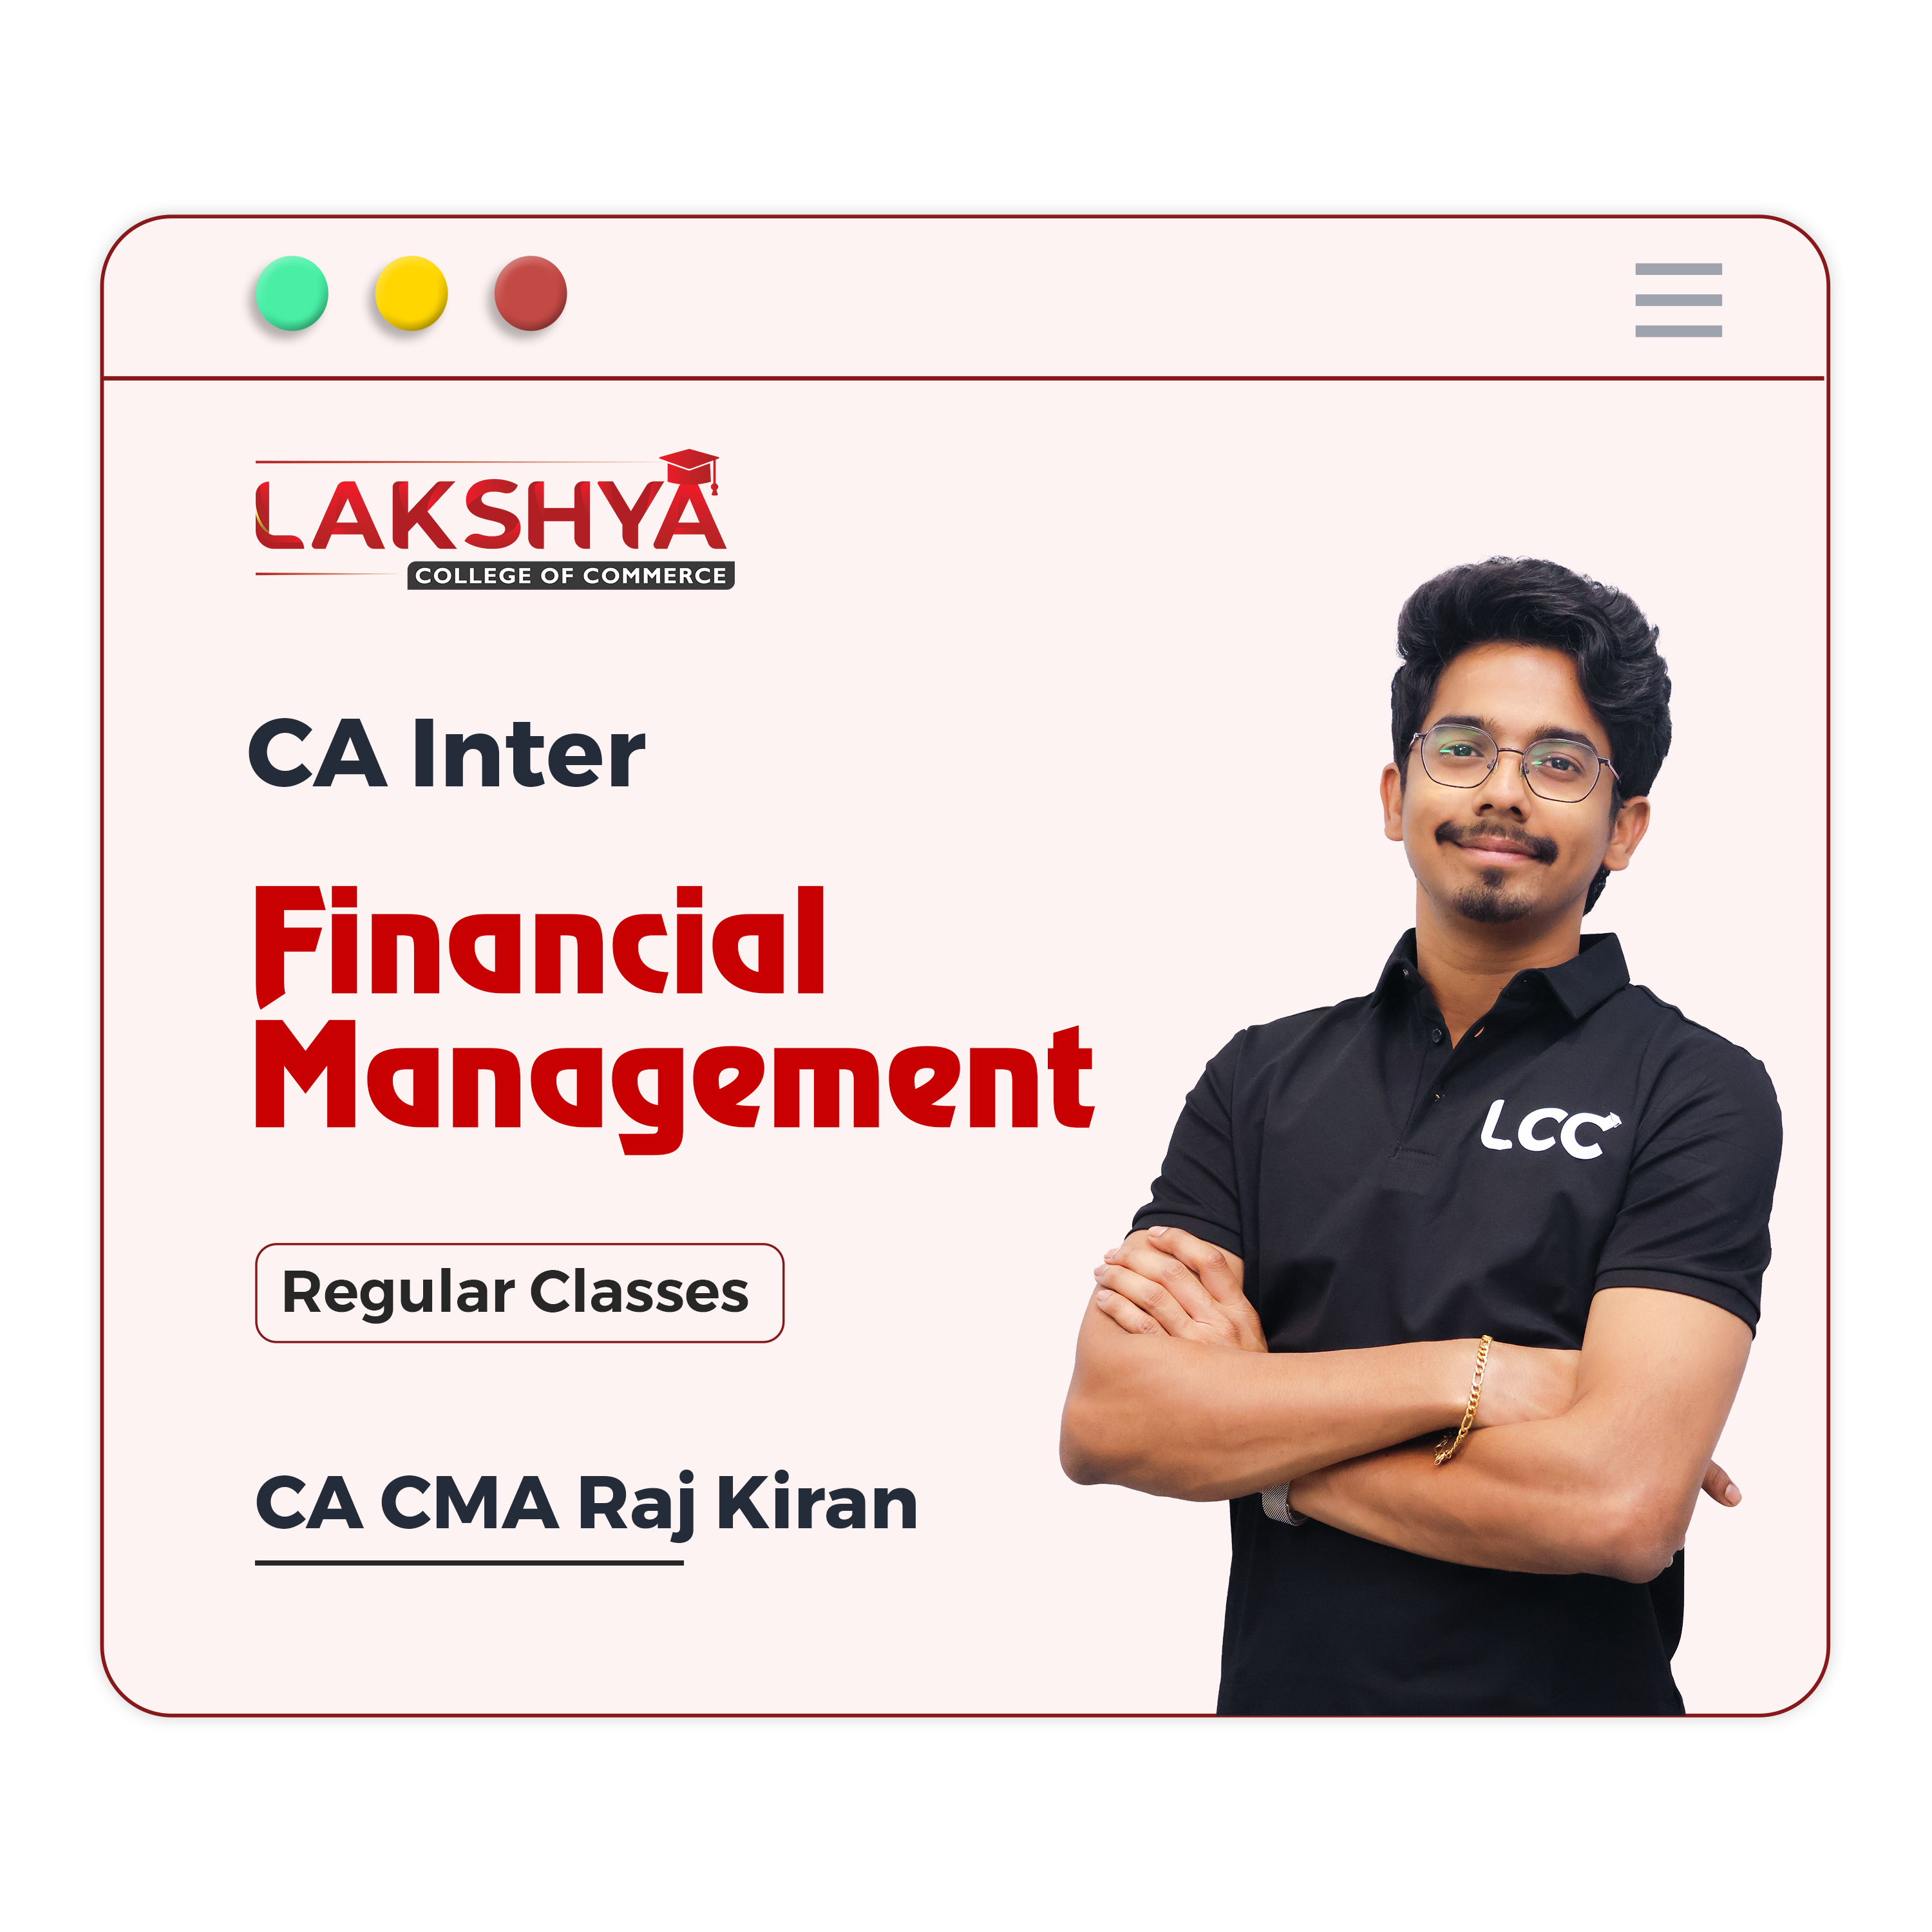 LAKSHYA
COLLEGE OF COMMERCE
CA Inter
Financial
Management
LCC
Regular Classes
CA CMA Raj Kiran